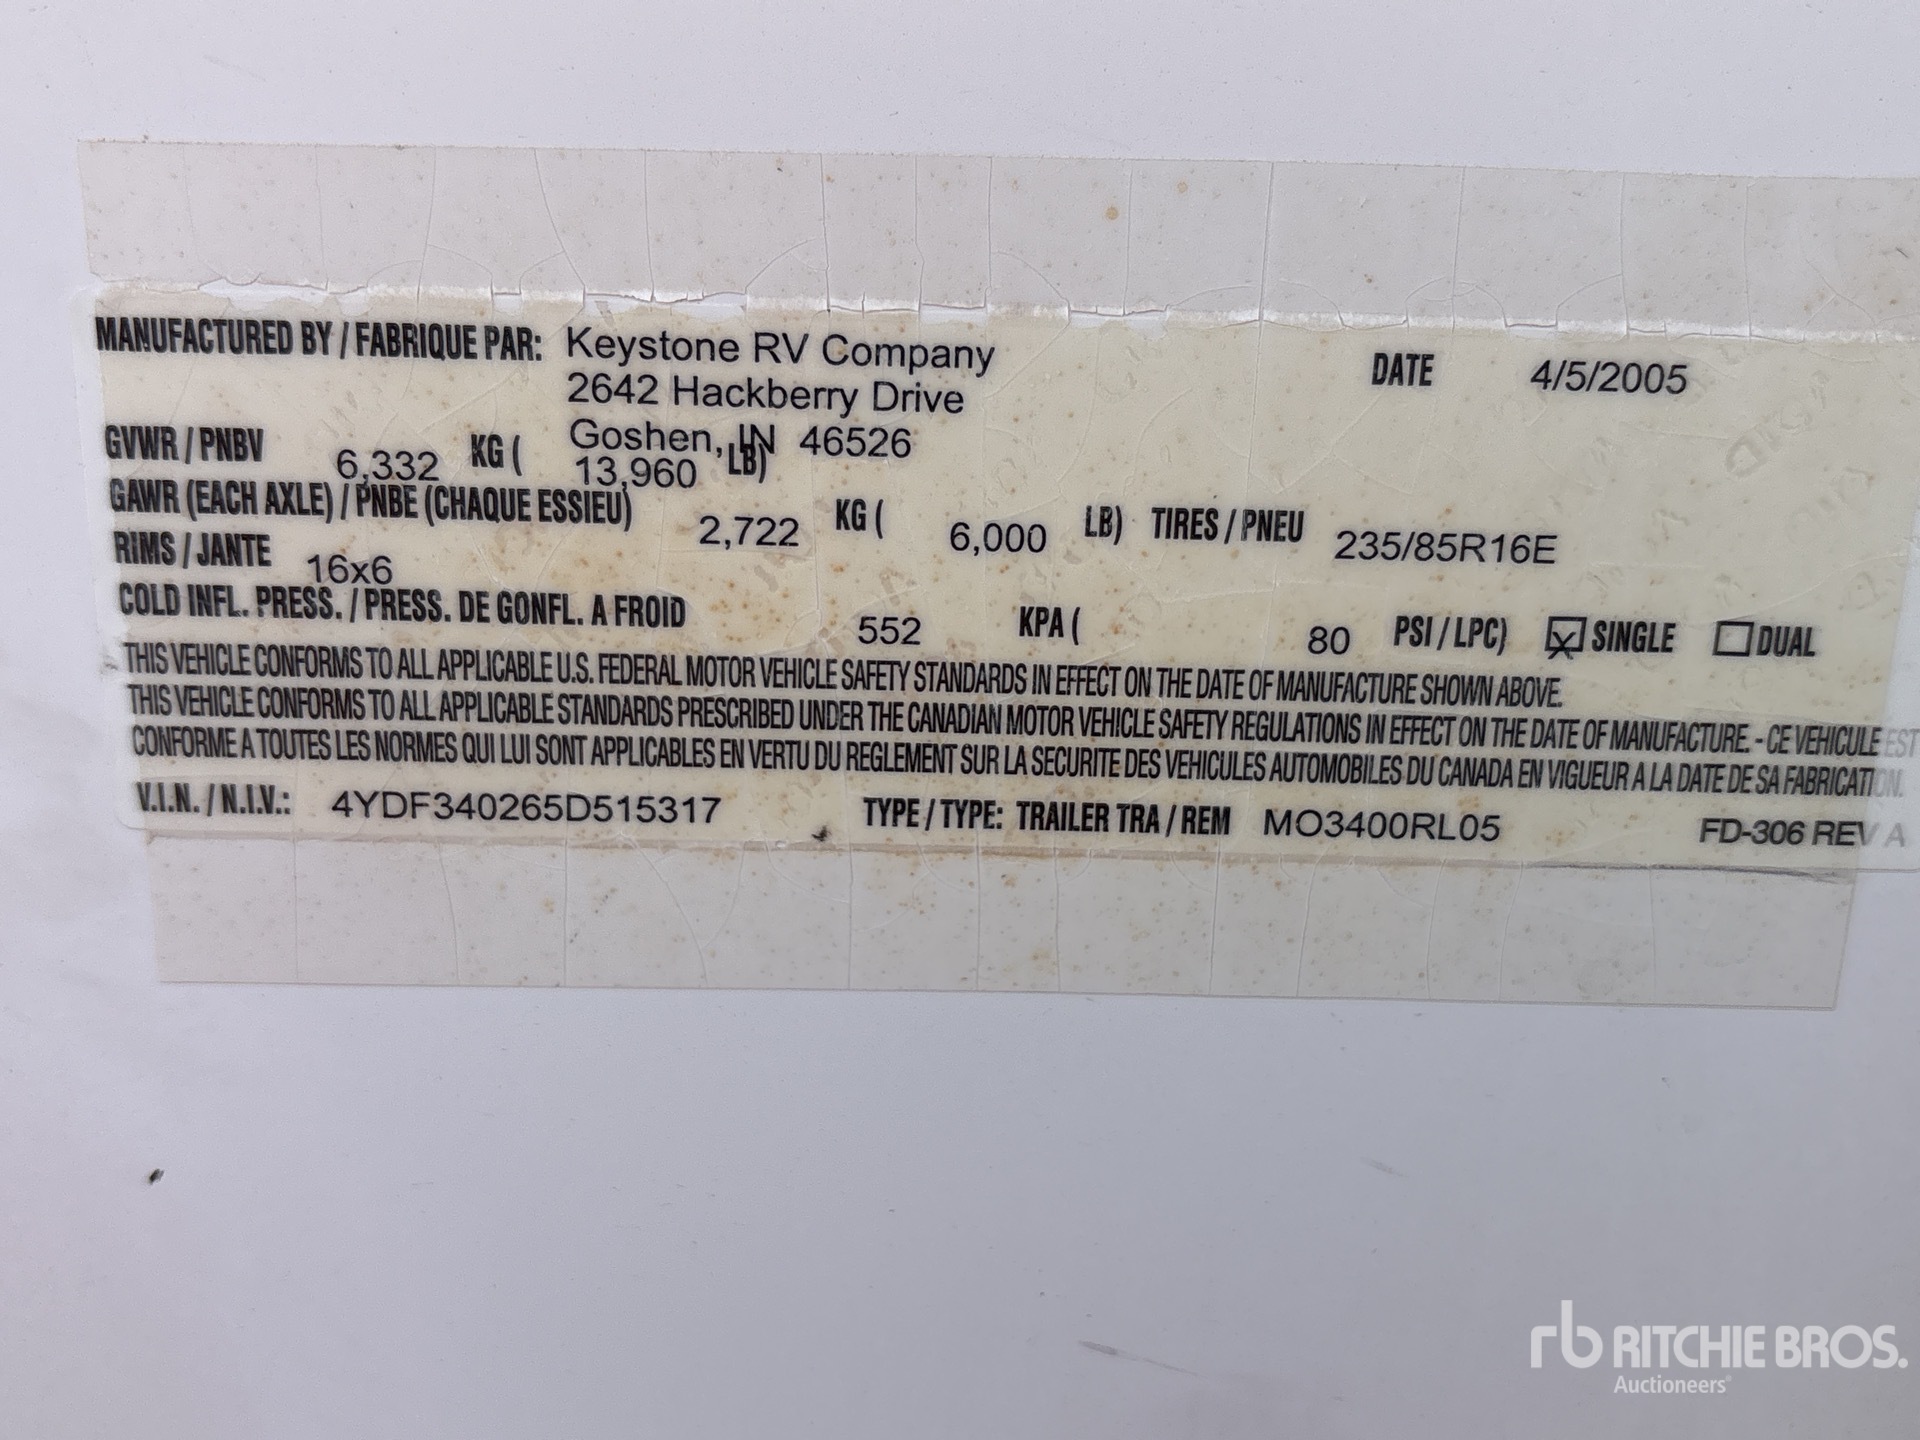 MANUFACTURED BY / FABRIQUE PAR: Keystone RV Company DATE 4/5/2005
2642 Hackberry Drive
Goshen, IN 46526
GVWR / PNBV 6,332 KG ( 13,960 LB)
GAWR (EACH AXLE) / PNBE (CHAQUE ESSIEU) 2,722 KG ( 6,000 LB) TIRES / PNEU 235/85R16E
RIMS / JANTE 16x6
COLD INFL. PRESS. / PRESS. DE GONFL. A FROID 552 KPA ( 80 PSI / LPC) SINGLE DUAL
THIS VEHICLE CONFORMS TO ALL APPLICABLE U.S. FEDERAL MOTOR VEHICLE SAFETY STANDARDS IN EFFECT ON THE DATE OF MANUFACTURE SHOWN ABOVE.
THIS VEHICLE CONFORMS TO ALL APPLICABLE STANDARDS PRESCRIBED UNDER THE CANADIAN MOTOR VEHICLE SAFETY REGULATIONS IN EFFECT ON THE DATE OF MANUFACTURE. - CE VEHICULE EST
CONFORME A TOUTES LES NORMES QUI LUI SONT APPLICABLES EN VERTU DU REGLEMENT SUR LA SECURITE DES VEHICULES AUTOMOBILES DU CANADA EN VIGUEUR A LA DATE DE SA FABRICATION.
V.I.N. / N.I.V.: 4YDF340265D515317 TYPE / TYPE: TRAILER TRA / REM MO3400RL05 FD-306 REV A
rb RITCHIE BROS.
Auctioneers